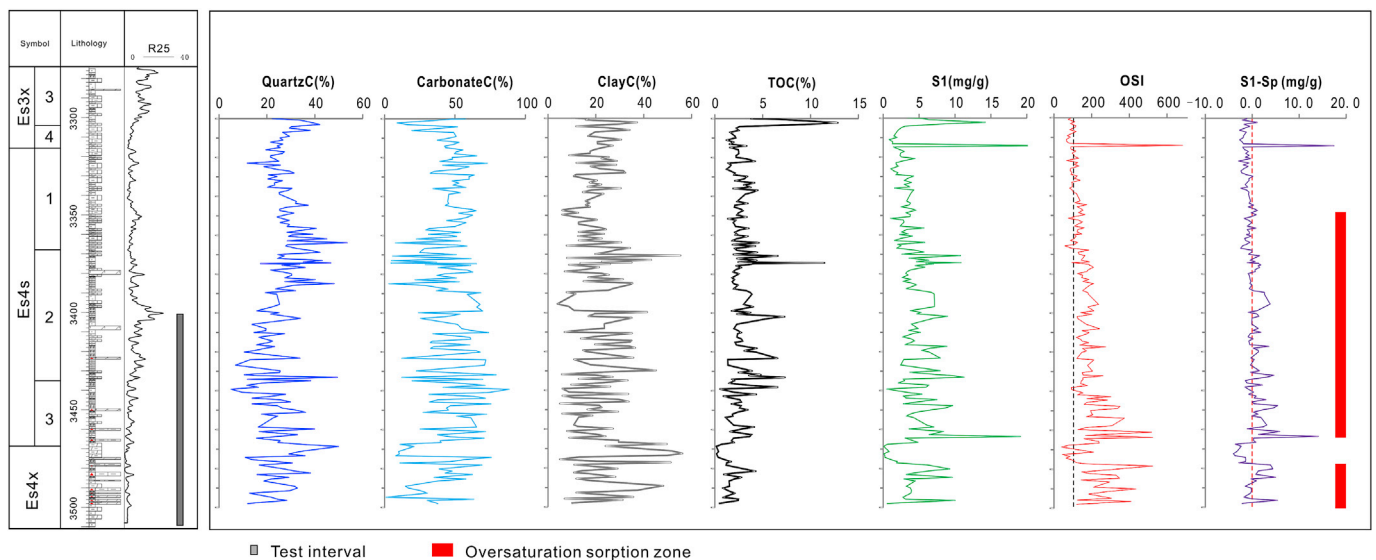 Symbol Lithology R25
0 40
QuartzC(%) CarbonateC(%) ClayC(%) TOC(%) S1(mg/g) OSI S1-Sp (mg/g)
0 20 40 60 0 50 100 0 20 40 60 0 5 10 15 0 5 10 15 20 0 200 400 600 -10.0 0.0 10.0 20.0
Es3x
3
4
3300
Es4s
1
3350
2
3400
3
3450
Es4x
3500
Test interval Oversaturation sorption zone